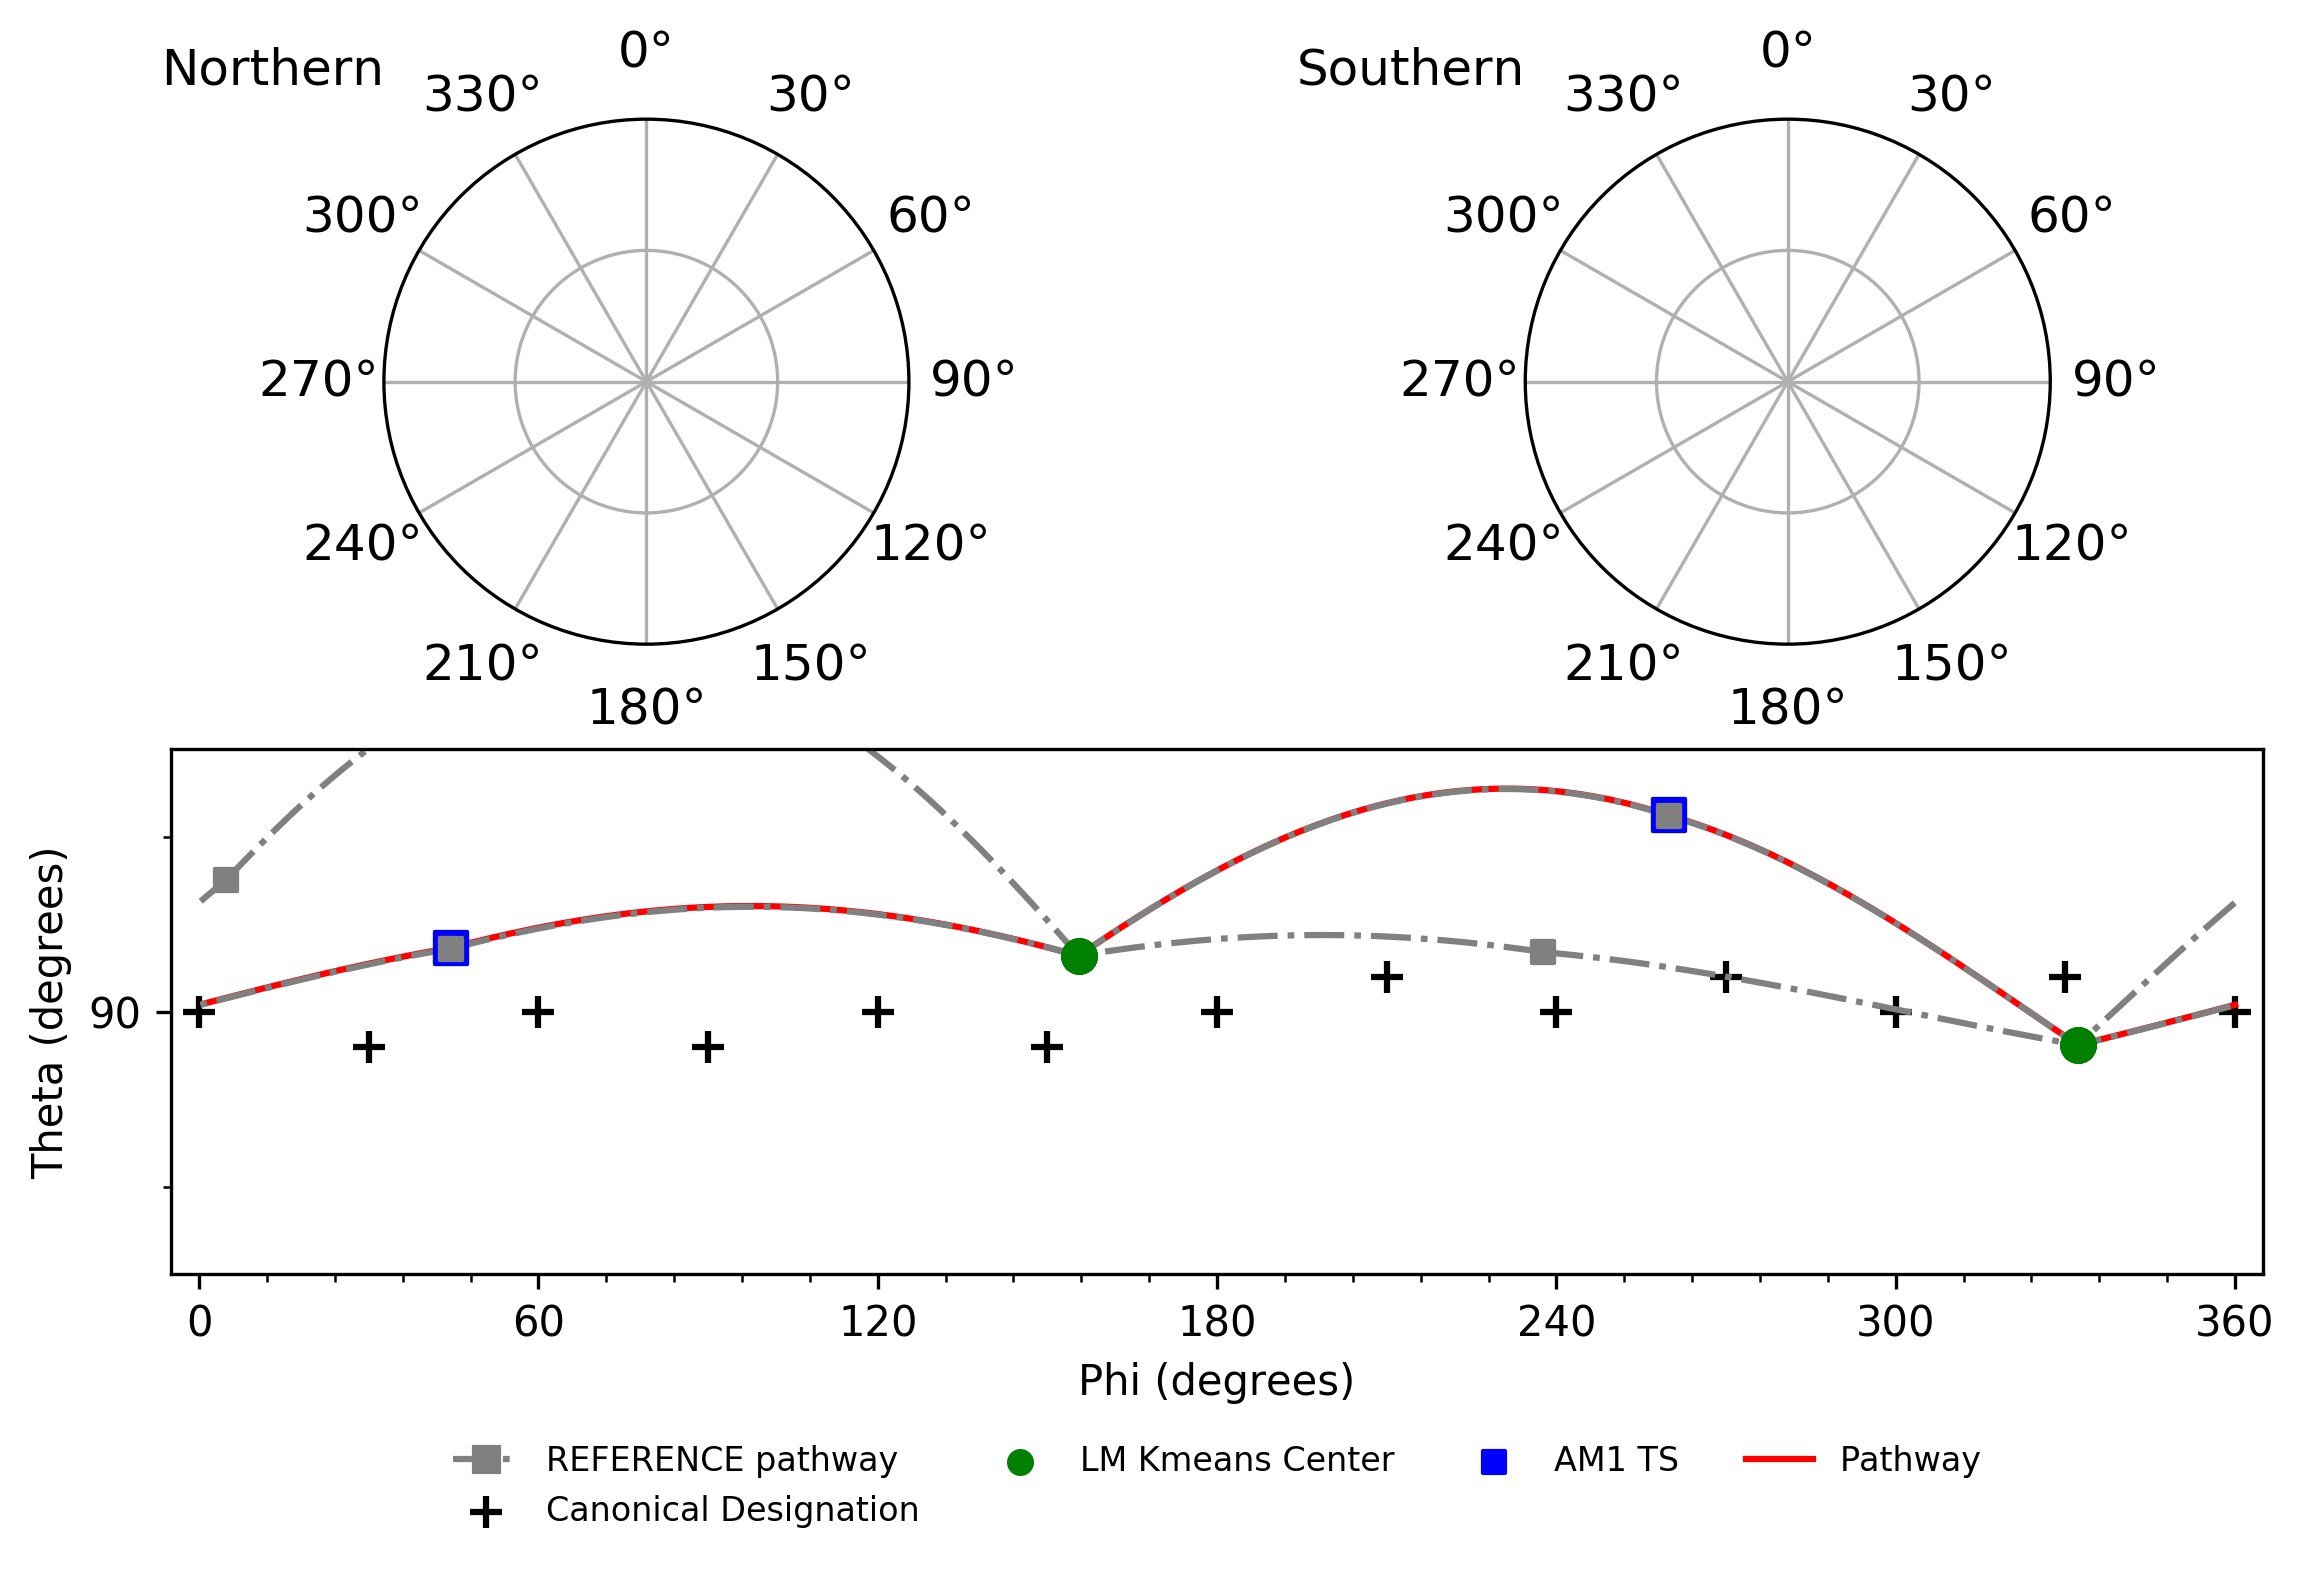 Northern
0°
30°
60°
90°
120°
150°
180°
210°
240°
270°
300°
330°
Southern
0°
30°
60°
90°
120°
150°
180°
210°
240°
270°
300°
330°
Theta (degrees)
90
0 60 120 180 240 300 360
Phi (degrees)
REFERENCE pathway
Canonical Designation
LM Kmeans Center
AM1 TS
Pathway